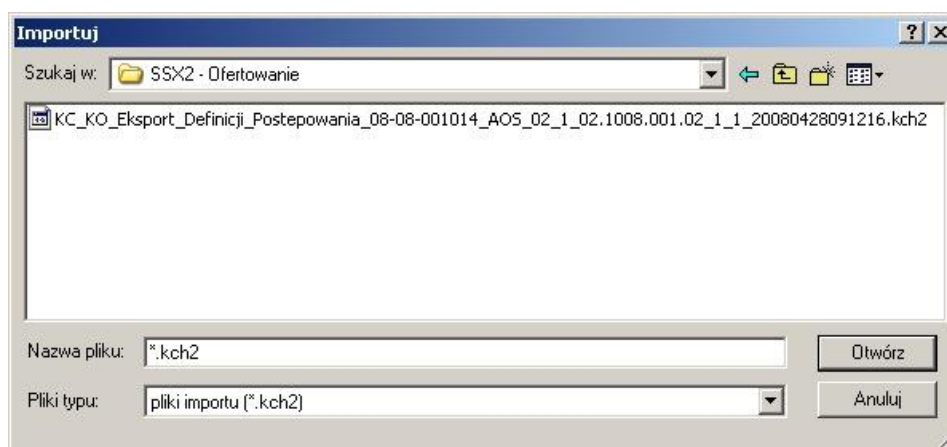 Importuj
Szukaj w: SSX2 - Ofertowanie
KC_KO_Eksport_Definicji_Postepowania_08-08-001014_AOS_02_1_02.1008.001.02_1_1_20080428091216.kch2
Nazwa pliku: *.kch2 Otwórz
Pliki typu: pliki importu (*.kch2) Anuluj